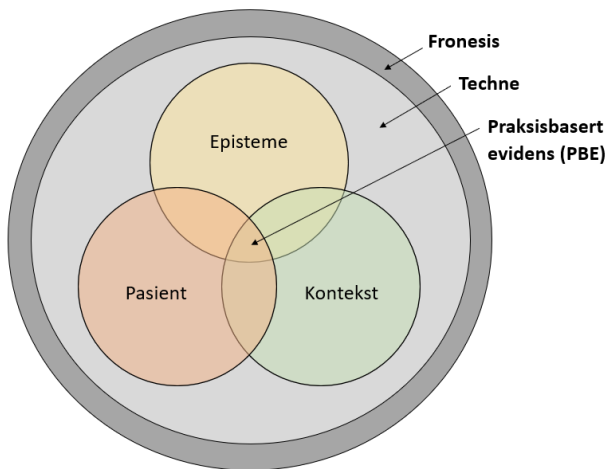 Fronesis
Techne
Praksisbasert
evidens (PBE)
Episteme
Pasient
Kontekst